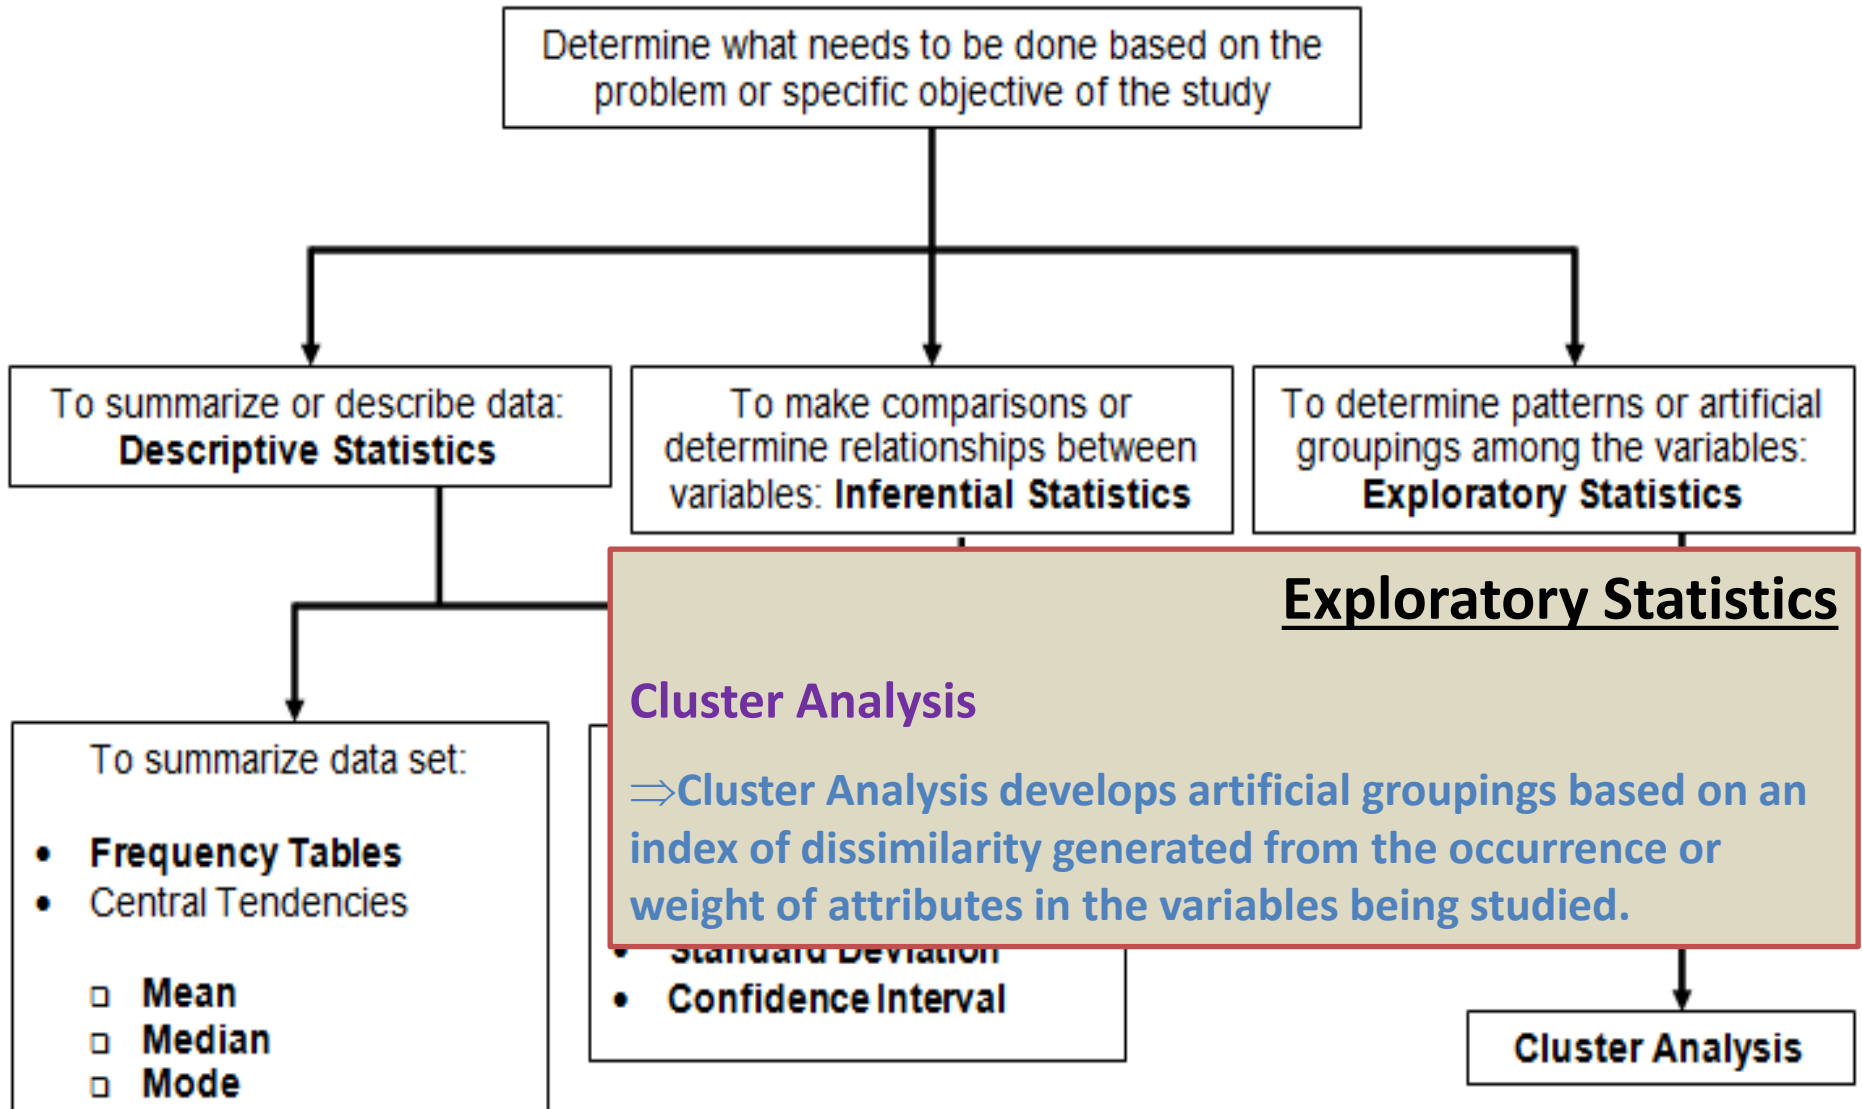 Determine what needs to be done based on the
problem or specific objective of the study
To summarize or describe data:
Descriptive Statistics
To make comparisons or
determine relationships between
variables: Inferential Statistics
To determine patterns or artificial
groupings among the variables:
Exploratory Statistics
Exploratory Statistics
Cluster Analysis
⇒Cluster Analysis develops artificial groupings based on an
index of dissimilarity generated from the occurrence or
weight of attributes in the variables being studied.
To summarize data set:
• Frequency Tables
• Central Tendencies
□ Mean
□ Median
□ Mode
• Standard Deviation
• Confidence Interval
Cluster Analysis